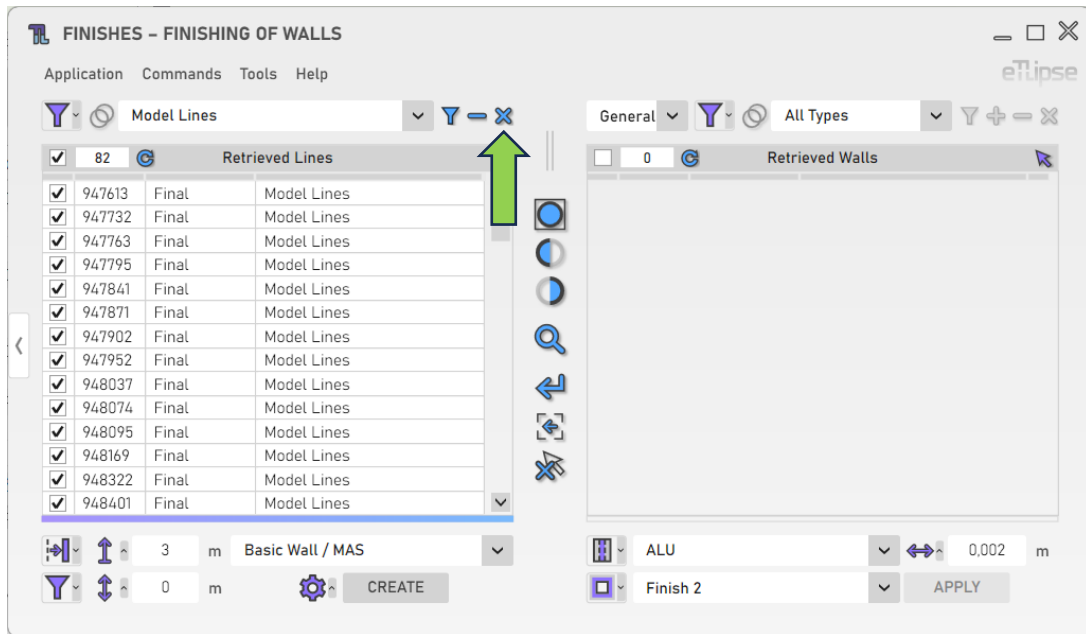 FINISHES – FINISHING OF WALLS
Application Commands Tools Help
eTLipse
Model Lines
General All Types
82 Retrieved Lines
0 Retrieved Walls
947613 Final Model Lines
947732 Final Model Lines
947763 Final Model Lines
947795 Final Model Lines
947841 Final Model Lines
947871 Final Model Lines
947902 Final Model Lines
947952 Final Model Lines
948037 Final Model Lines
948074 Final Model Lines
948095 Final Model Lines
948169 Final Model Lines
948322 Final Model Lines
948401 Final Model Lines
3 m Basic Wall / MAS
ALU 0,002 m
0 m CREATE
Finish 2 APPLY